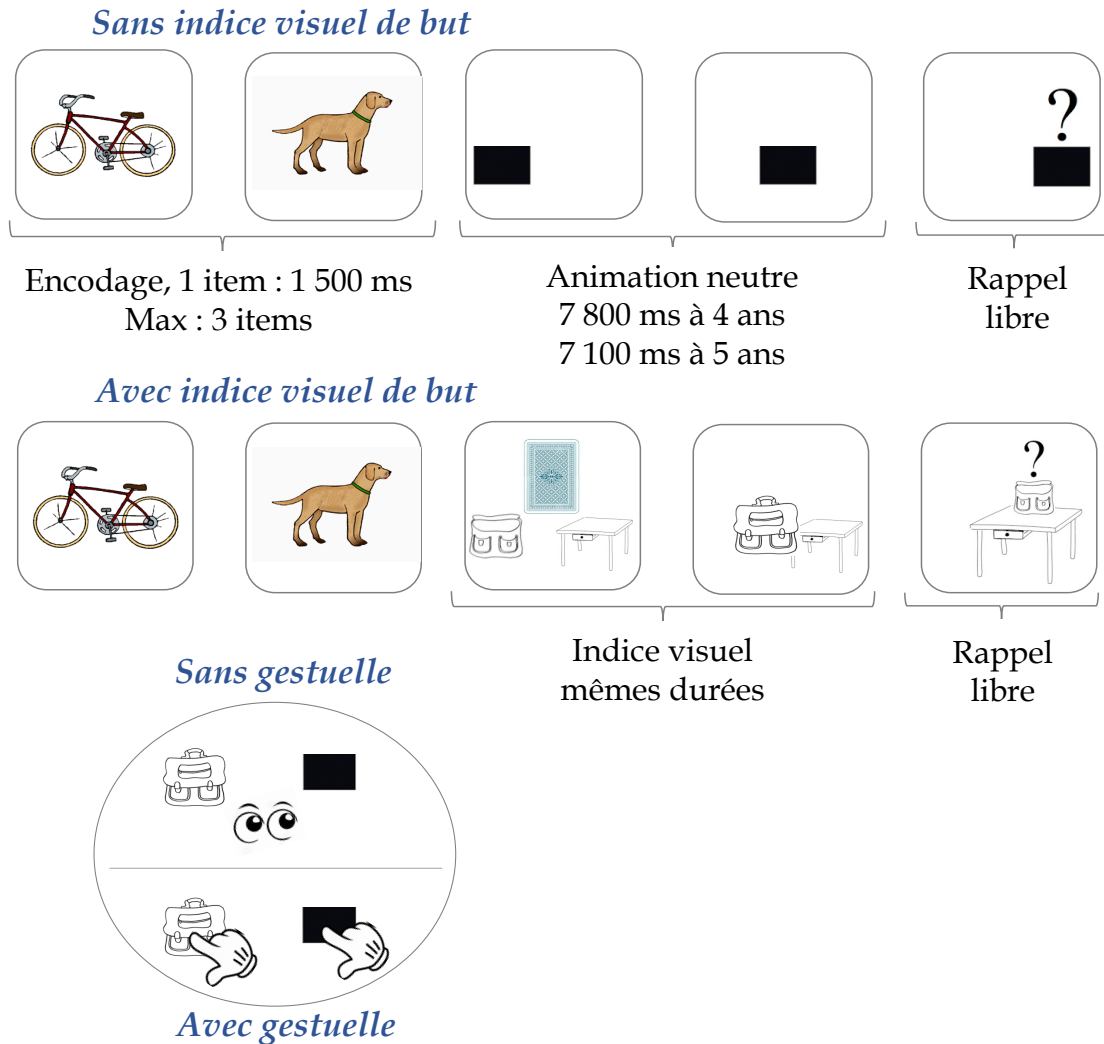 Sans indice visuel de but
?
Encodage, 1 item : 1 500 ms
Max : 3 items
Animation neutre
7 800 ms à 4 ans
7 100 ms à 5 ans
Rappel
libre
Avec indice visuel de but
?
Indice visuel
mêmes durées
Rappel
libre
Sans gestuelle
Avec gestuelle